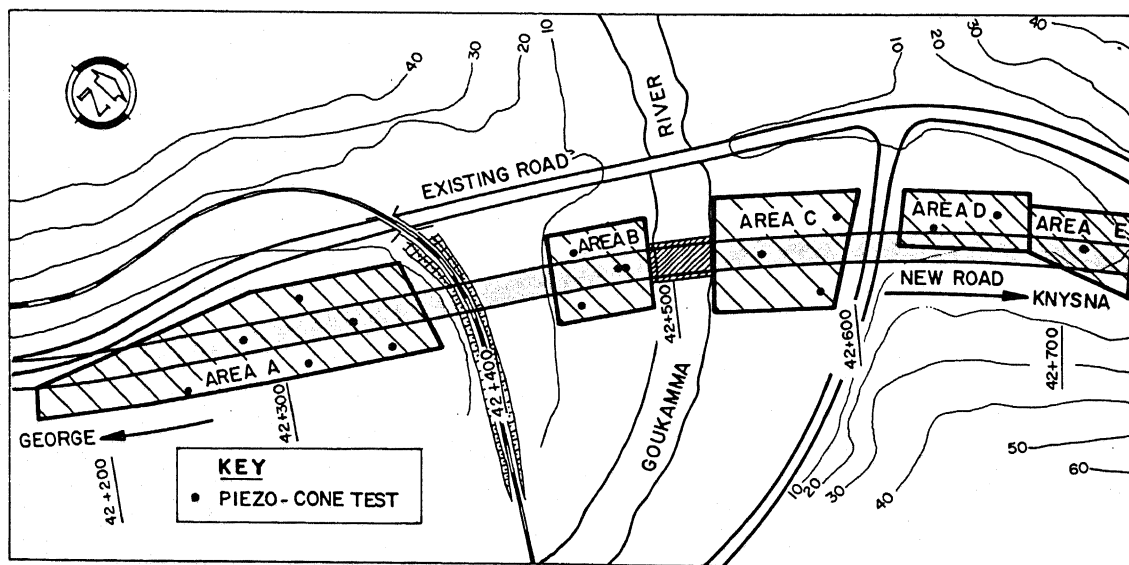 40
30
20
10
10
20
30
40
RIVER
EXISTING ROAD
AREA B
AREA C
AREA D
AREA E
NEW ROAD
KNYSNA
AREA A
42+200
42+300
42+400
42+500
42+600
42+700
GEORGE
GOUKAMMA
KEY
• PIEZO-CONE TEST
10
20
30
40
50
60
N